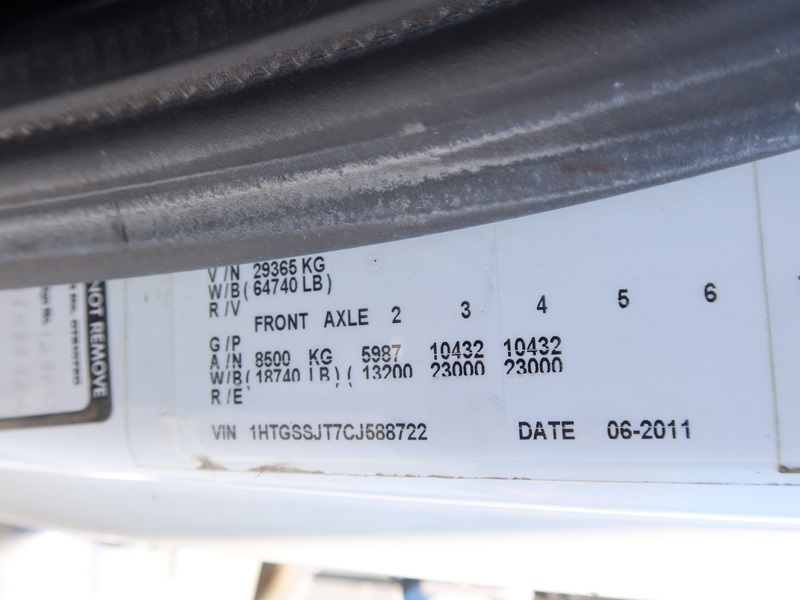 V/N 29365 KG
W/B ( 64740 LB)
R/V
FRONT AXLE 2 3 4 5 6
G/P
A/N 8500 KG 5987 10432 10432
W/B ( 18740 LB) ( 13200 23000 23000
R/E
VIN 1HTGSSJT7CJ588722 DATE 06-2011
NOT REMOVE